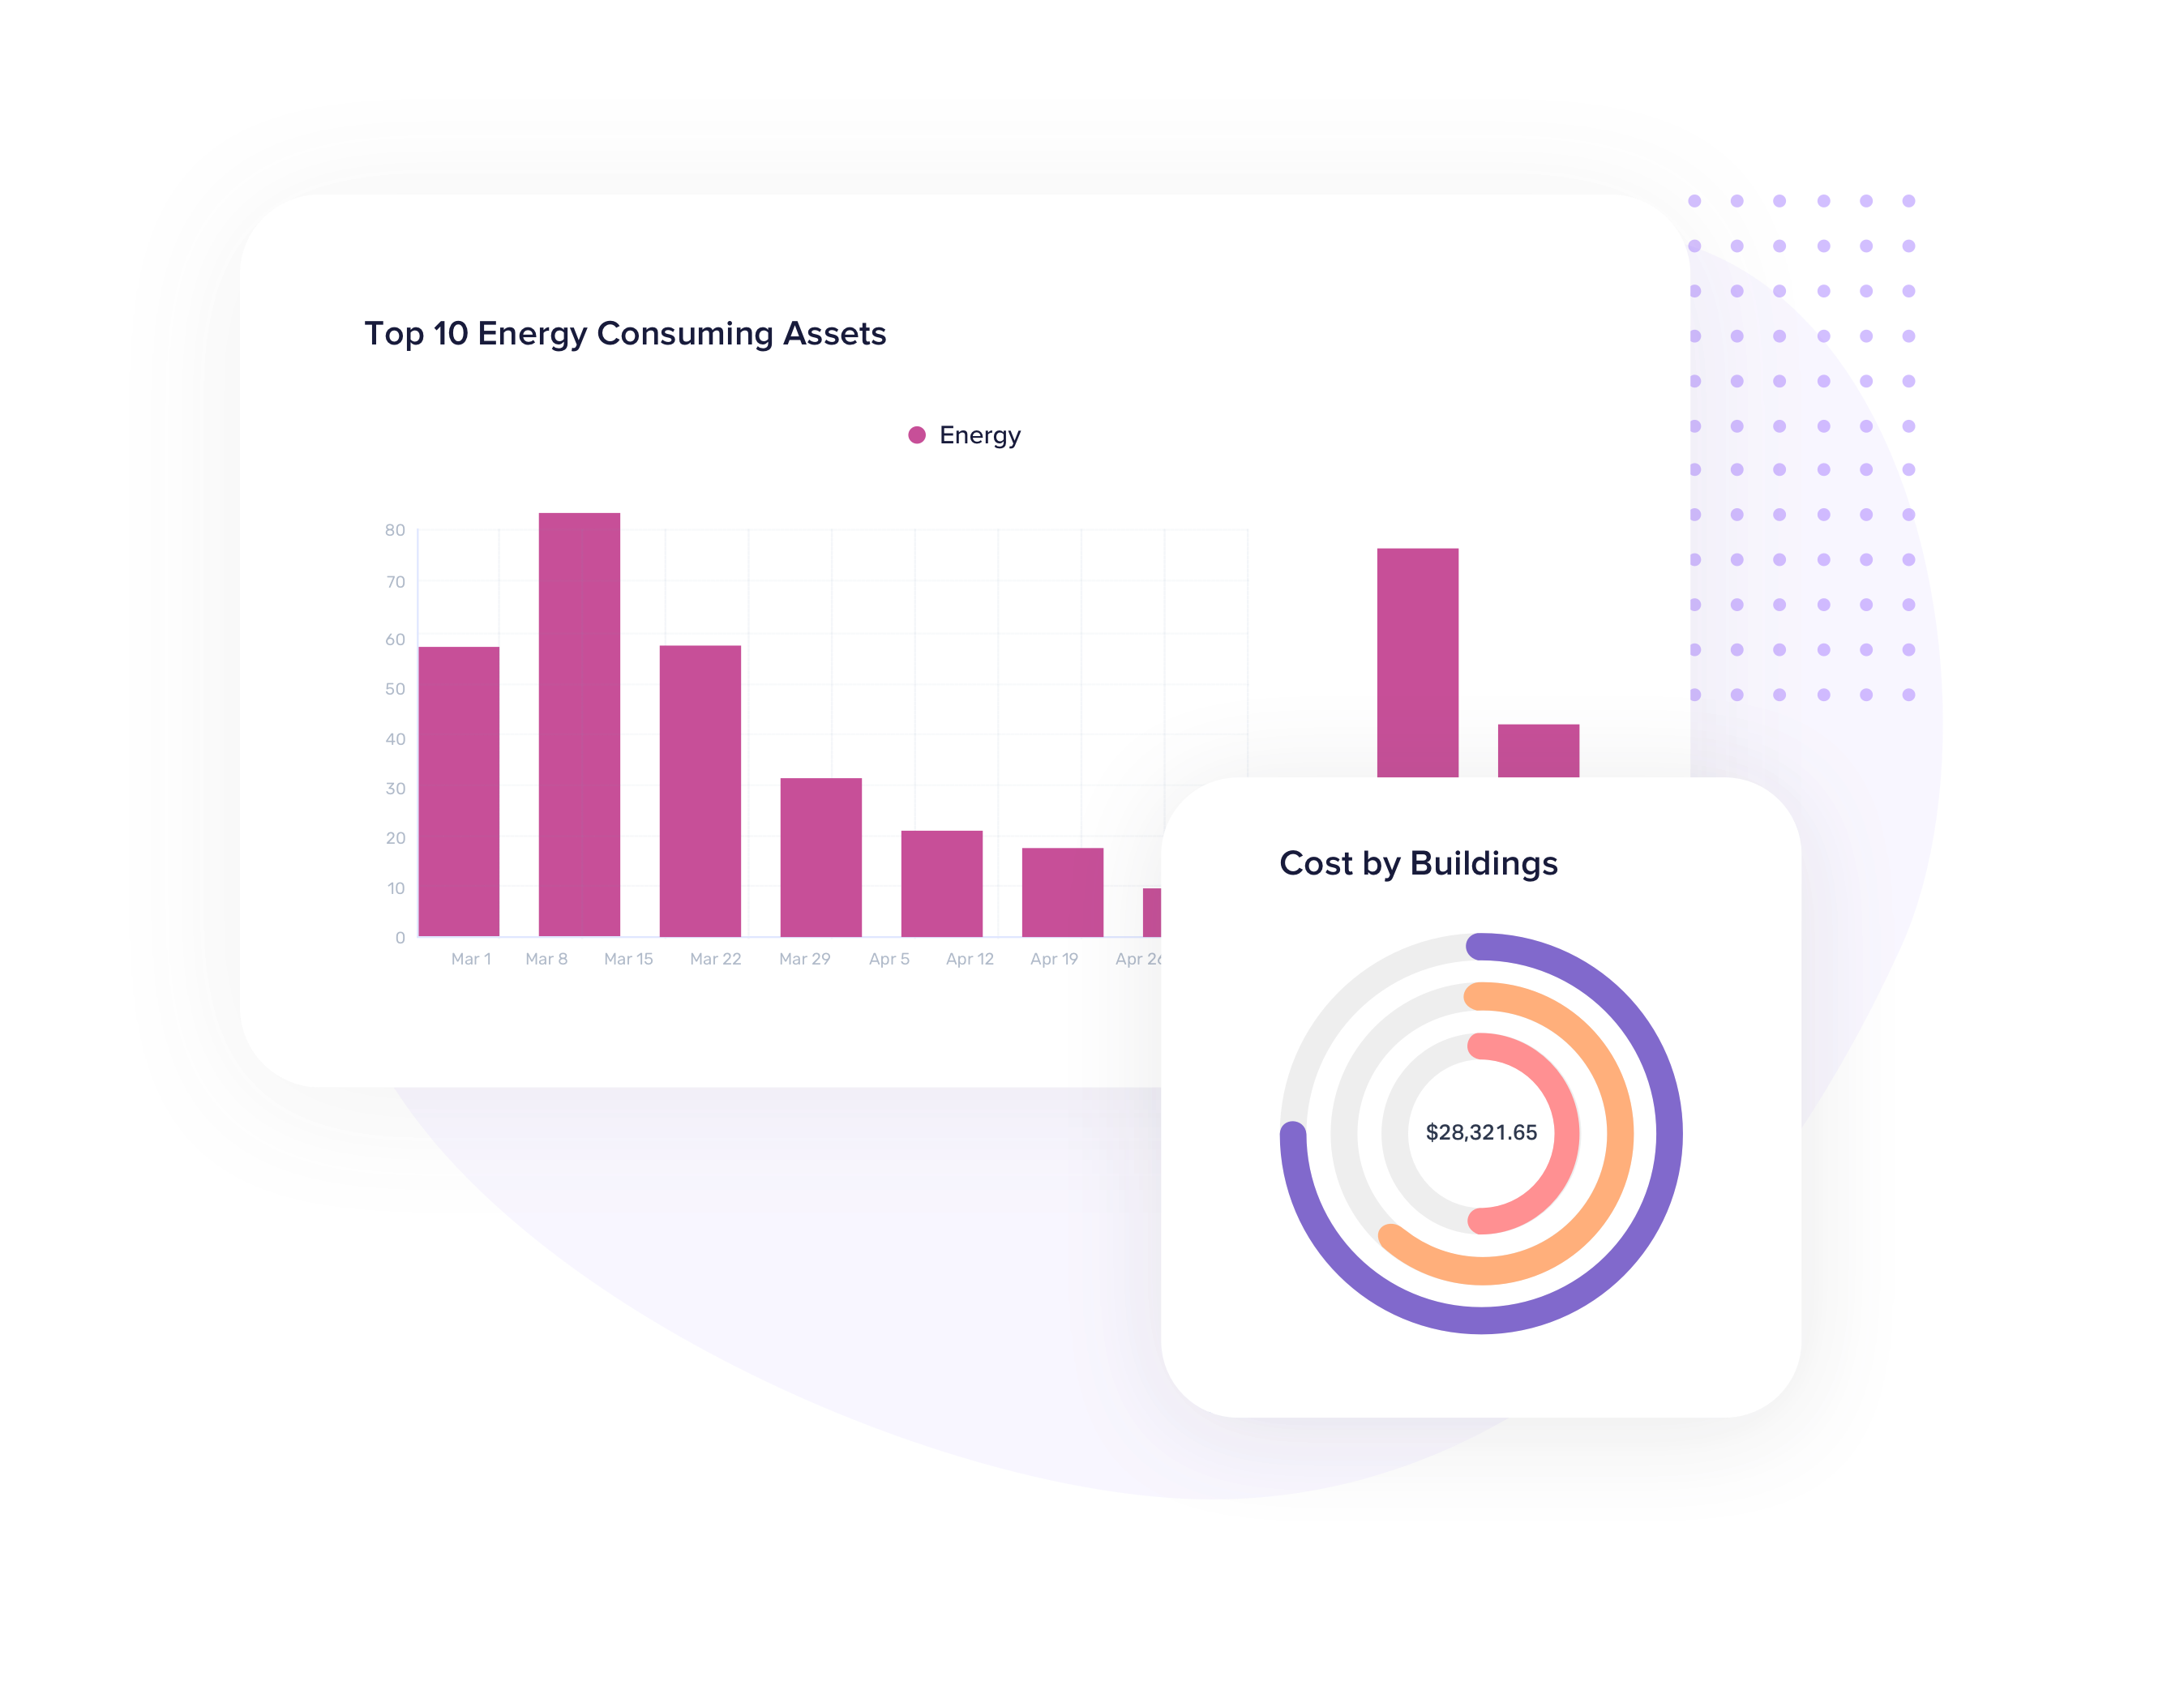 Top 10 Energy Consuming Assets
Energy
80
70
60
50
40
30
20
10
0
Mar 1 Mar 8 Mar 15 Mar 22 Mar 29 Apr 5 Apr 12 Apr 19 Apr 26
Cost by Buildings
$28,321.65